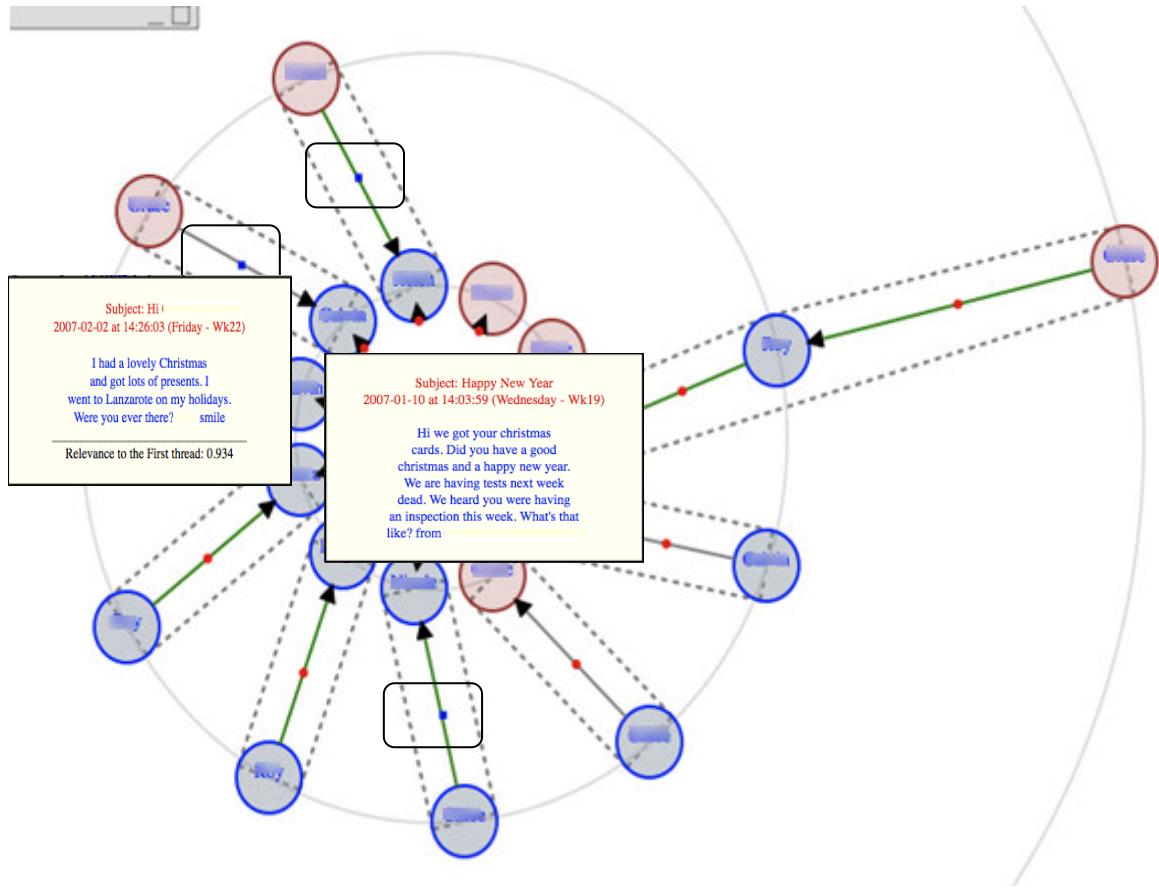 Subject: Hi
2007-02-02 at 14:26:03 (Friday - Wk22)
I had a lovely Christmas
and got lots of presents. I
went to Lanzarote on my holidays.
Were you ever there? smile
Relevance to the First thread: 0.934
Subject: Happy New Year
2007-01-10 at 14:03:59 (Wednesday - Wk19)
Hi we got your christmas
cards. Did you have a good
christmas and a happy new year.
We are having tests next week
dead. We heard you were having
an inspection this week. What's that
like? from